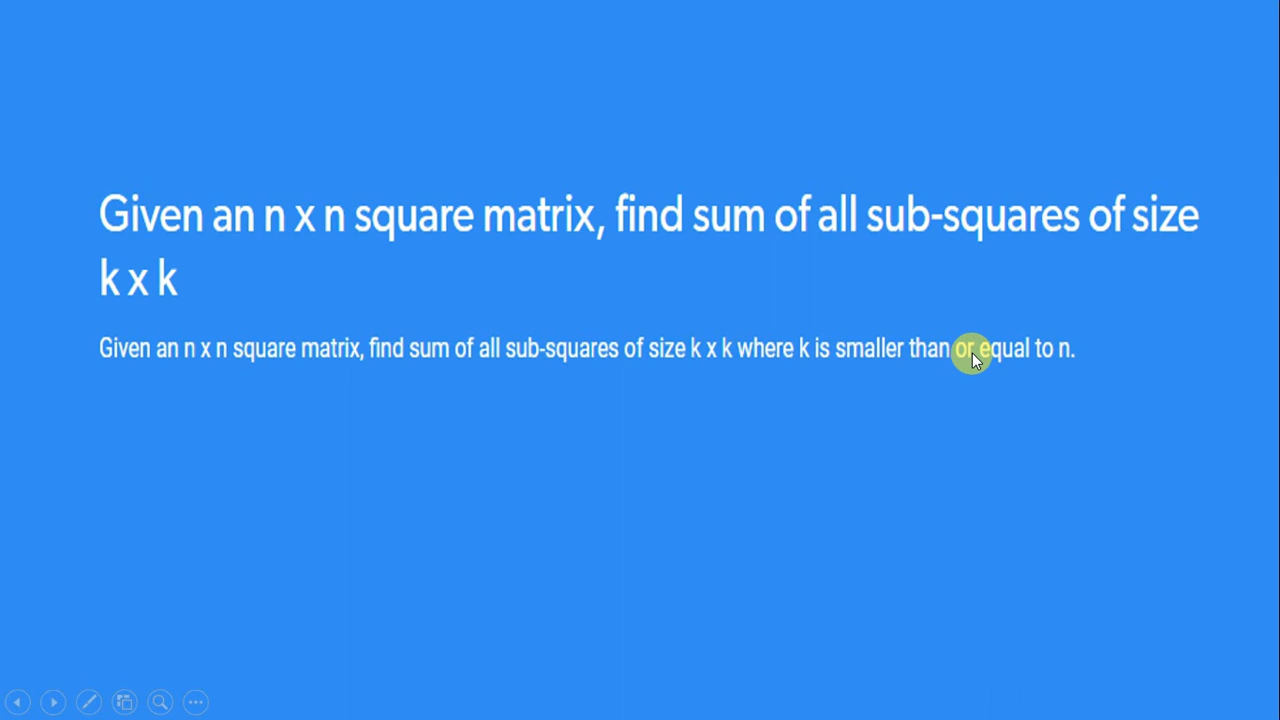 Given an n x n square matrix, find sum of all sub-squares of size
k x k
Given an n x n square matrix, find sum of all sub-squares of size k x k where k is smaller than or equal to n.